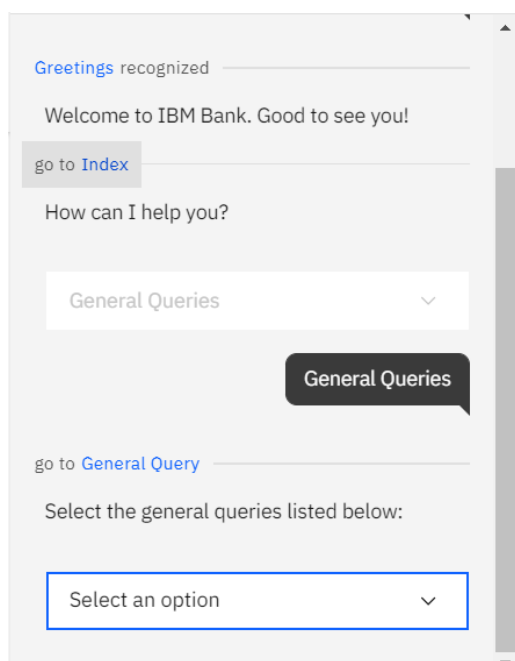 Greetings recognized
Welcome to IBM Bank. Good to see you!
go to Index
How can I help you?
General Queries
General Queries
go to General Query
Select the general queries listed below:
Select an option